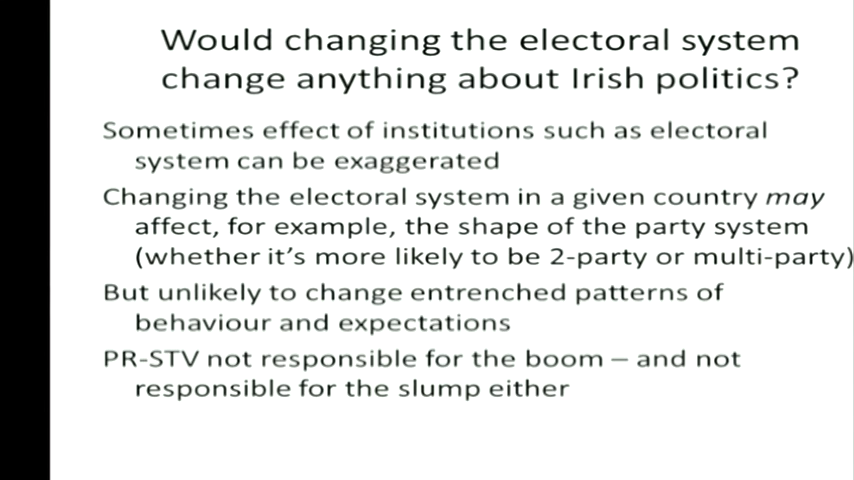 Would changing the electoral system
change anything about Irish politics?
Sometimes effect of institutions such as electoral
system can be exaggerated
Changing the electoral system in a given country may
affect, for example, the shape of the party system
(whether it's more likely to be 2-party or multi-party)
But unlikely to change entrenched patterns of
behaviour and expectations
PR-STV not responsible for the boom – and not
responsible for the slump either